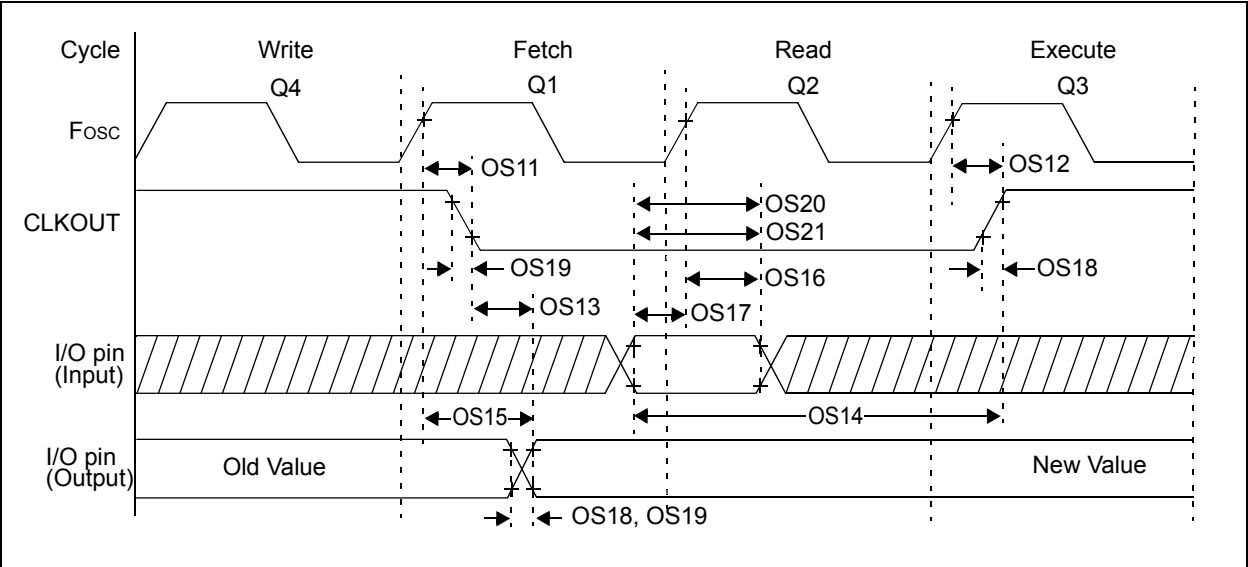 Cycle Write Fetch Read Execute
Q4 Q1 Q2 Q3
Fosc
OS11 OS12
CLKOUT
OS20
OS21
OS19 OS16 OS18
OS13 OS17
I/O pin
(Input)
OS15 OS14
I/O pin
(Output)
Old Value New Value
OS18, OS19